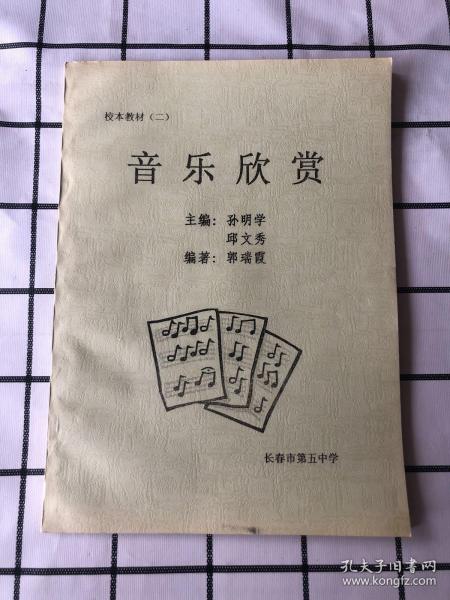 校本教材（二）
音乐欣赏
主编：孙明学
邱文秀
编著：郭瑞霞
长春市第五中学
孔夫子旧书网
www.kongfz.com